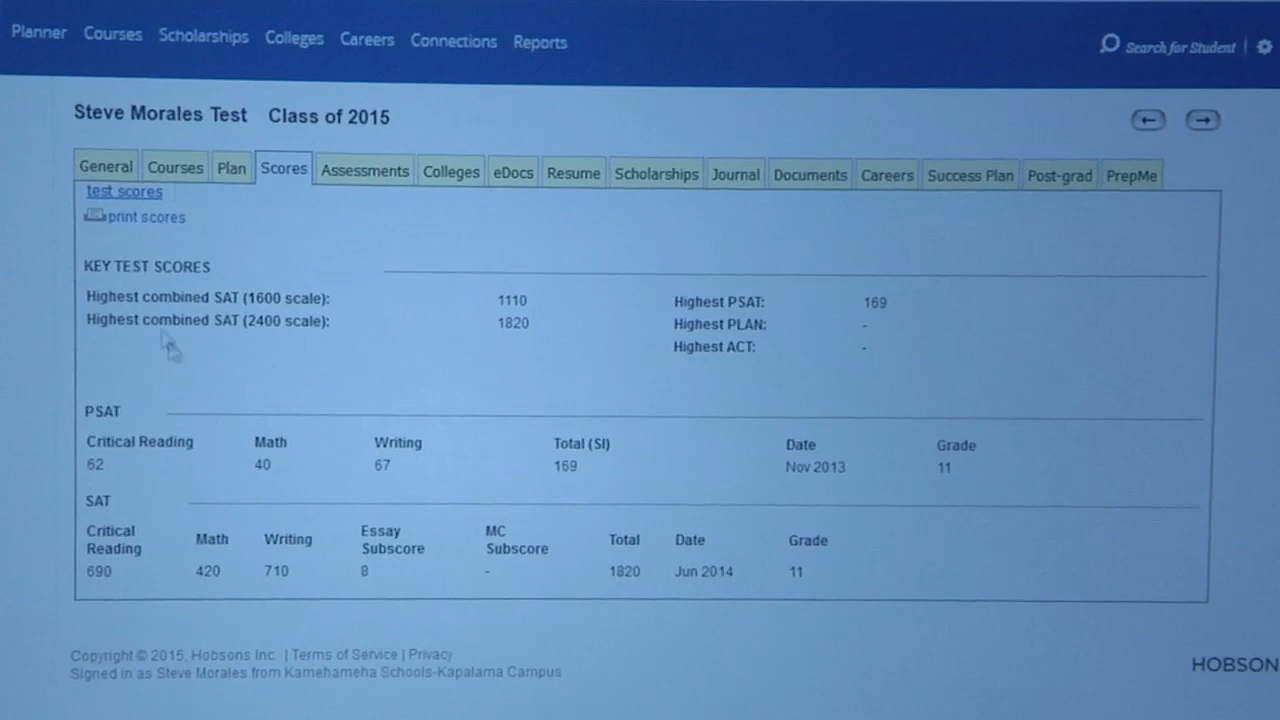 Planner Courses Scholarships Colleges Careers Connections Reports
Search for Student
Steve Morales Test Class of 2015
General Courses Plan Scores Assessments Colleges eDocs Resume Scholarships Journal Documents Careers Success Plan Post-grad PrepMe
test scores
print scores
KEY TEST SCORES
Highest combined SAT (1600 scale): 1110 Highest PSAT: 169
Highest combined SAT (2400 scale): 1820 Highest PLAN: -
Highest ACT: -
PSAT
Critical Reading Math Writing Total (SI) Date Grade
62 40 67 169 Nov 2013 11
SAT
Critical Reading Math Writing Essay Subscore MC Subscore Total Date Grade
690 420 710 8 - 1820 Jun 2014 11
Copyright © 2015, Hobsons Inc. | Terms of Service | Privacy
Signed in as Steve Morales from Kamehameha Schools-Kapalama Campus
HOBSON